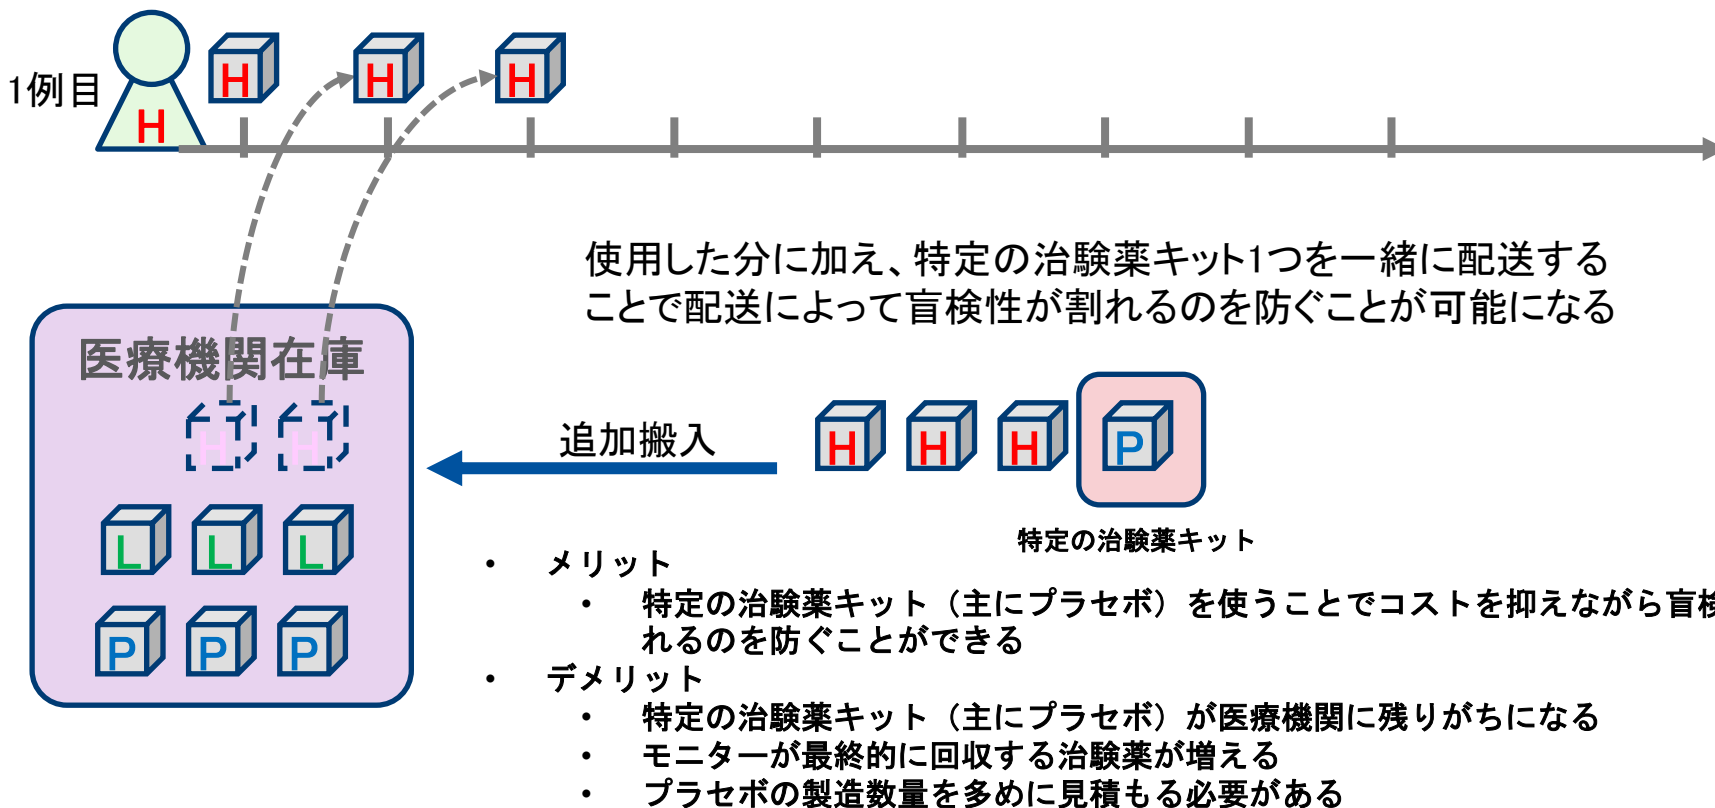 1例目
H
H
H
H
使用した分に加え、特定の治験薬キット1つを一緒に配送する
ことで配送によって盲検性が割れるのを防ぐことが可能になる
医療機関在庫
H H
L L L
P P P
追加搬入
H H H P
特定の治験薬キット
• メリット
• 特定の治験薬キット（主にプラセボ）を使うことでコストを抑えながら盲検
れるのを防ぐことができる
• デメリット
• 特定の治験薬キット（主にプラセボ）が医療機関に残りがちになる
• モニターが最終的に回収する治験薬が増える
• プラセボの製造数量を多めに見積もる必要がある